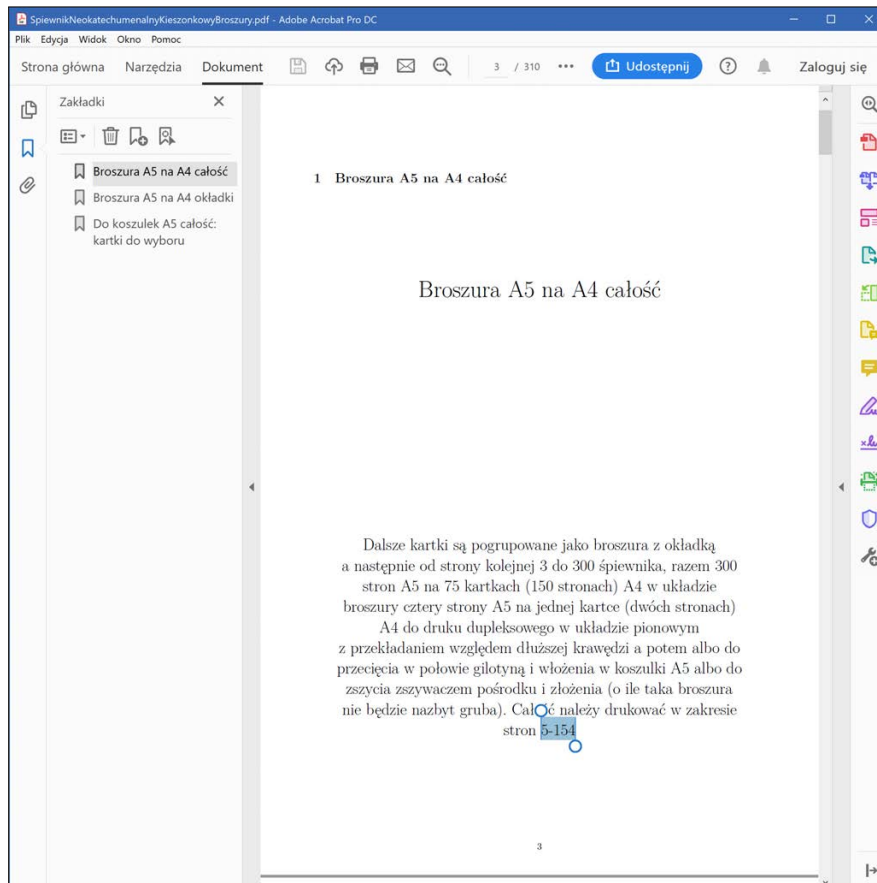 SpiewnikNeokatechumenalnyKieszonkowyBroszury.pdf - Adobe Acrobat Pro DC
Plik Edycja Widok Okno Pomoc
Strona główna Narzędzia Dokument 3 / 310 Udostępnij Zaloguj się
Zakładki
Broszura A5 na A4 całość
Broszura A5 na A4 okładki
Do koszulek A5 całość:
kartki do wyboru
1 Broszura A5 na A4 całość
Broszura A5 na A4 całość
Dalsze kartki są pogrupowane jako broszura z okładką
a następnie od strony kolejnej 3 do 300 śpiewnika, razem 300
stron A5 na 75 kartkach (150 stronach) A4 w układzie
broszury cztery strony A5 na jednej kartce (dwóch stronach)
A4 do druku dupleksowego w układzie pionowym
z przekładaniem względem dłuższej krawędzi a potem albo do
przecięcia w połowie gilotyną i włożenia w koszulki A5 albo do
zszycia zszywaczem pośrodku i złożenia (o ile taka broszura
nie będzie nazbyt gruba). Całość należy drukować w zakresie
stron 5-154
3